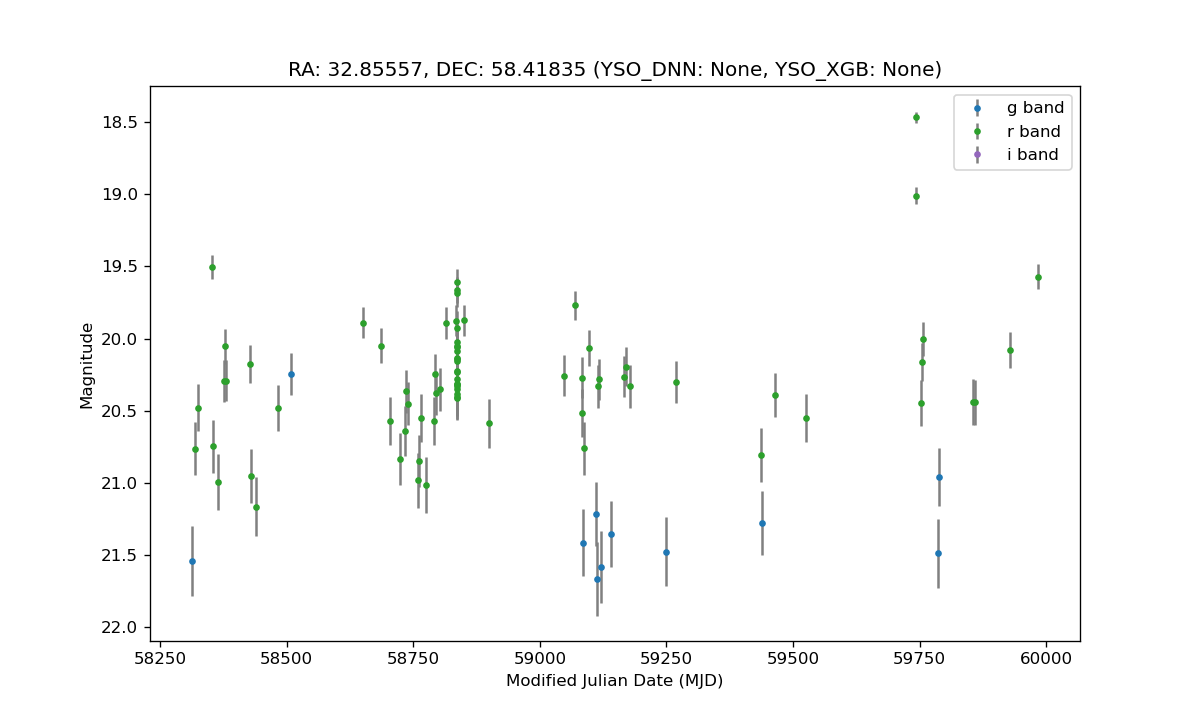 RA: 32.85557, DEC: 58.41835 (YSO_DNN: None, YSO_XGB: None)
g band
r band
i band
18.5
19.0
19.5
20.0
20.5
21.0
21.5
22.0
Magnitude
58250 58500 58750 59000 59250 59500 59750 60000
Modified Julian Date (MJD)